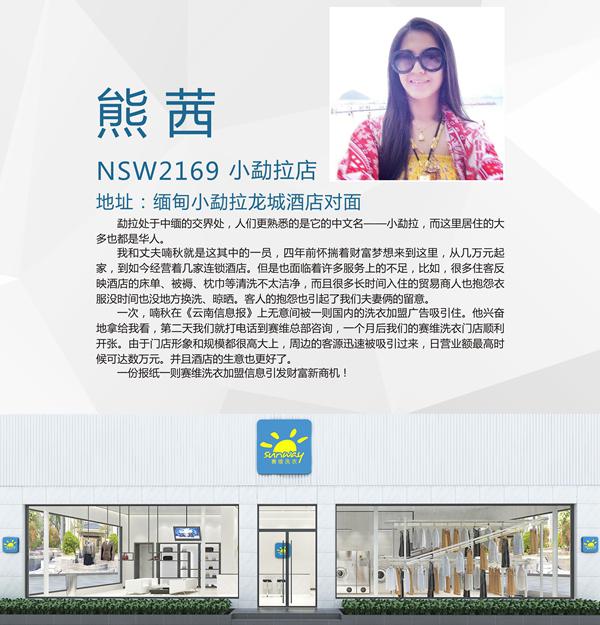 熊茜
NSW2169 小勐拉店
地址：缅甸小勐拉龙城酒店对面
勐拉处于中缅的交界处，人们更熟悉的是它的中文名——小勐拉，而这里居住的大
多也都是华人。
我和丈夫喃秋就是这其中的一员，四年前怀揣着财富梦想来到这里，从几万元起
家，到如今经营着几家连锁酒店。但是也面临着许多服务上的不足，比如，很多住客反
映酒店的床单、被褥、枕巾等清洗不太洁净，而且很多长时间入住的贸易商人也抱怨衣
服没时间也没地方换洗、晾晒。客人的抱怨也引起了我们夫妻俩的留意。
一次，喃秋在《云南信息报》上无意间被一则国内的洗衣加盟广告吸引住。他兴奋
地拿给我看，第二天我们就打电话到赛维总部咨询，一个月后我们的赛维洗衣门店顺利
开张。由于门店形象和规模都很高大上，周边的客源迅速被吸引过来，日营业额最高时
候可达数万元。并且酒店的生意也更好了。
一份报纸一则赛维洗衣加盟信息引发财富新商机！
sunway
赛维洗衣